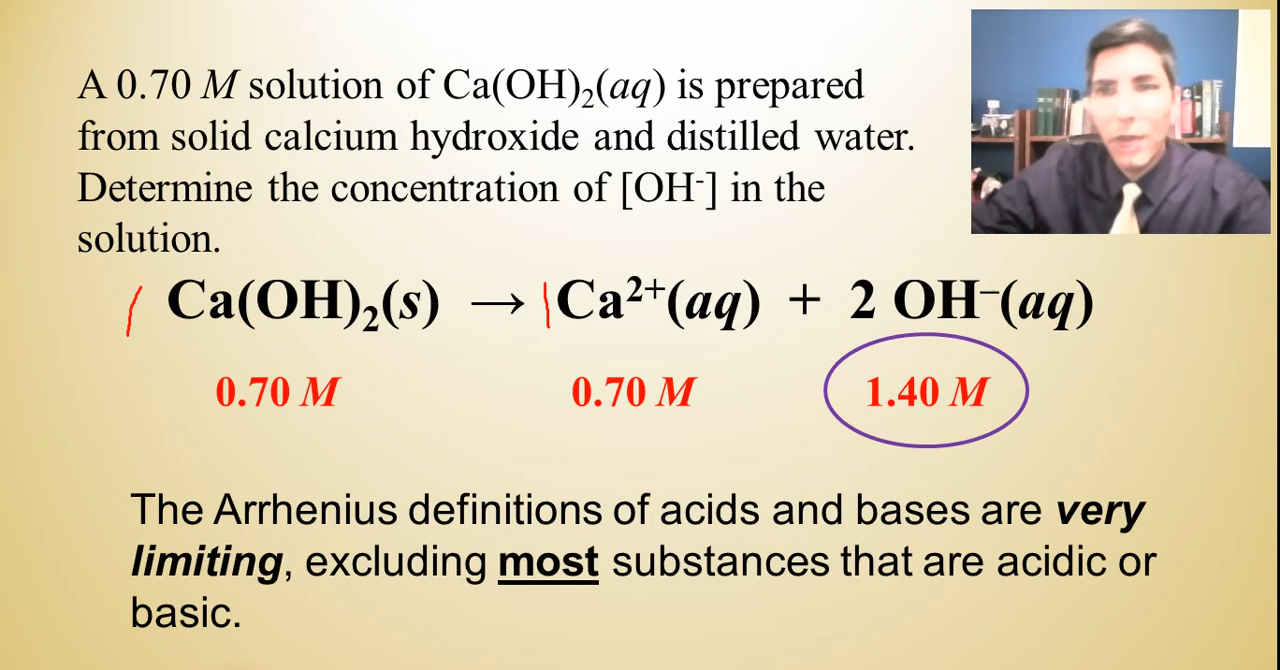 A 0.70 M solution of Ca(OH)₂(aq) is prepared
from solid calcium hydroxide and distilled water.
Determine the concentration of [OH⁻] in the
solution.
1 Ca(OH)₂(s) → 1 Ca²⁺(aq) + 2 OH⁻(aq)
0.70 M 0.70 M 1.40 M
The Arrhenius definitions of acids and bases are very
limiting, excluding most substances that are acidic or
basic.